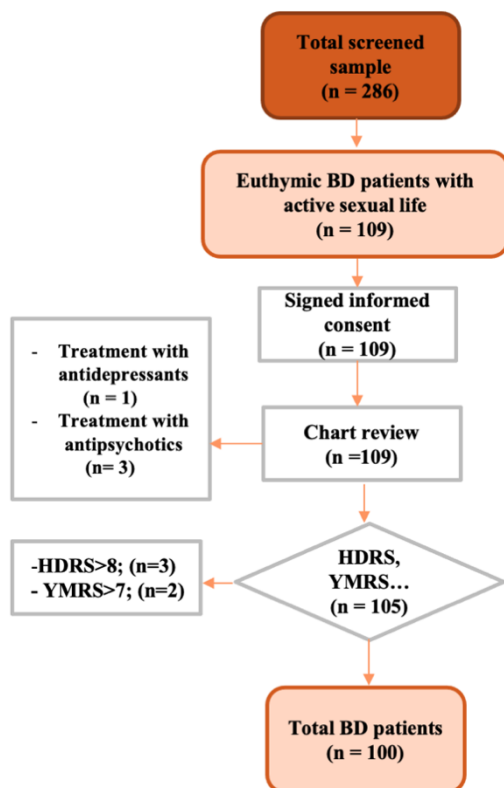 Total screened
sample
(n = 286)
Euthymic BD patients with
active sexual life
(n = 109)
Signed informed
consent
(n = 109)
- Treatment with
antidepressants
(n = 1)
- Treatment with
antipsychotics
(n= 3)
Chart review
(n =109)
-HDRS>8; (n=3)
- YMRS>7; (n=2)
HDRS,
YMRS…
(n = 105)
Total BD patients
(n = 100)